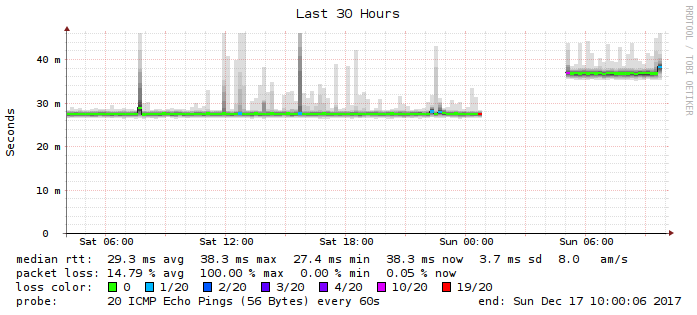 Last 30 Hours
RRDTOOL / TOBI OETIKER
Seconds
40 m
30 m
20 m
10 m
0
Sat 06:00 Sat 12:00 Sat 18:00 Sun 00:00 Sun 06:00
median rtt: 29.3 ms avg 38.3 ms max 27.4 ms min 38.3 ms now 3.7 ms sd 8.0 am/s
packet loss: 14.79 % avg 100.00 % max 0.00 % min 0.05 % now
loss color: 0 1/20 2/20 3/20 4/20 10/20 19/20
probe: 20 ICMP Echo Pings (56 Bytes) every 60s end: Sun Dec 17 10:00:06 2017